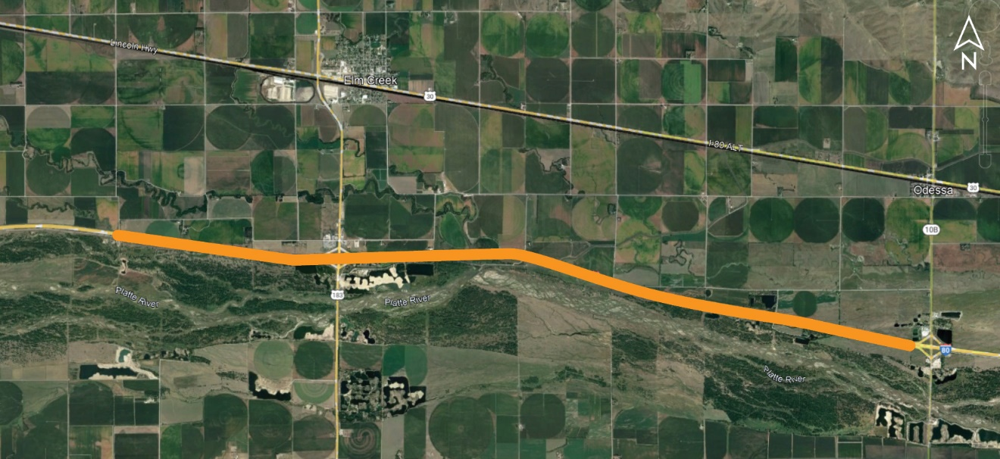 N
Lincoln Hwy
Elm Creek
30
I-80 ALT
Odessa
30
10B
Platte River
183
Platte River
80
Platte River